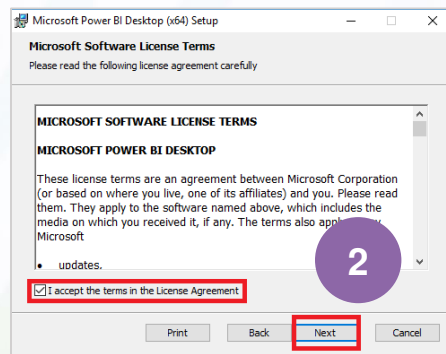 Microsoft Power BI Desktop (x64) Setup
Microsoft Software License Terms
Please read the following license agreement carefully
MICROSOFT SOFTWARE LICENSE TERMS
MICROSOFT POWER BI DESKTOP
These license terms are an agreement between Microsoft Corporation
(or based on where you live, one of its affiliates) and you. Please read
them. They apply to the software named above, which includes the
media on which you received it, if any. The terms also
Microsoft
• updates,
2
I accept the terms in the License Agreement
Print Back Next Cancel